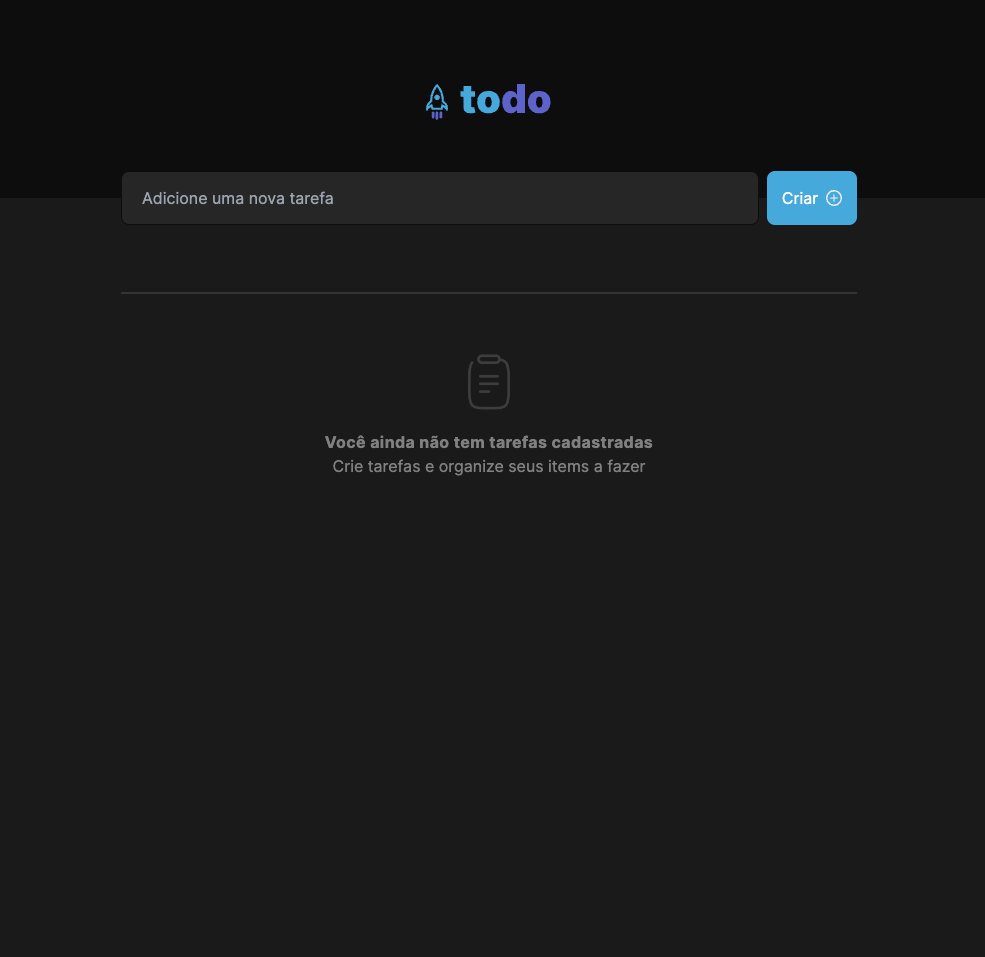 todo
Adicione uma nova tarefa
Criar
Você ainda não tem tarefas cadastradas
Crie tarefas e organize seus items a fazer